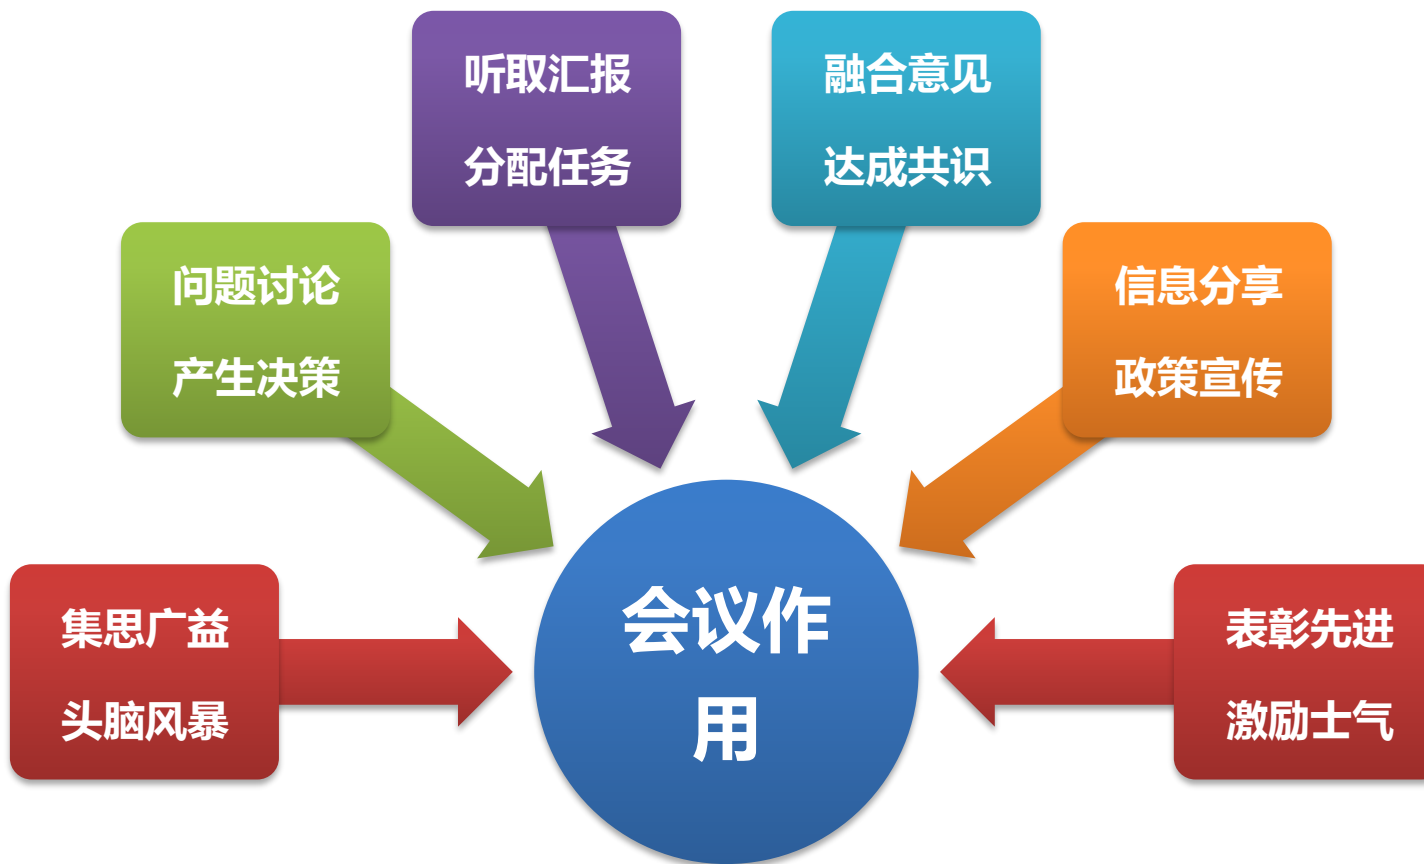 听取汇报
分配任务
融合意见
达成共识
问题讨论
产生决策
信息分享
政策宣传
集思广益
头脑风暴
会议作
用
表彰先进
激励士气